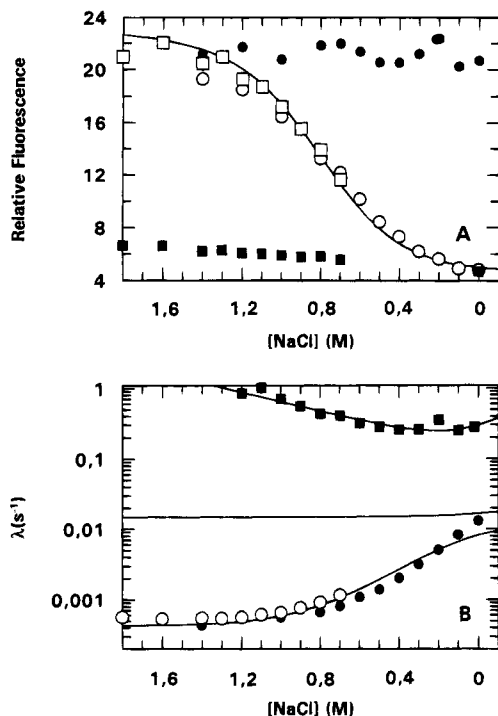 Relative Fluorescence
24
20
16
12
8
4
A
1,6 1,2 0,8 0,4 0
[NaCl] (M)
λ(s⁻¹)
1
0.1
0,01
0,001
B
1,6 1,2 0,8 0,4 0
[NaCl] (M)